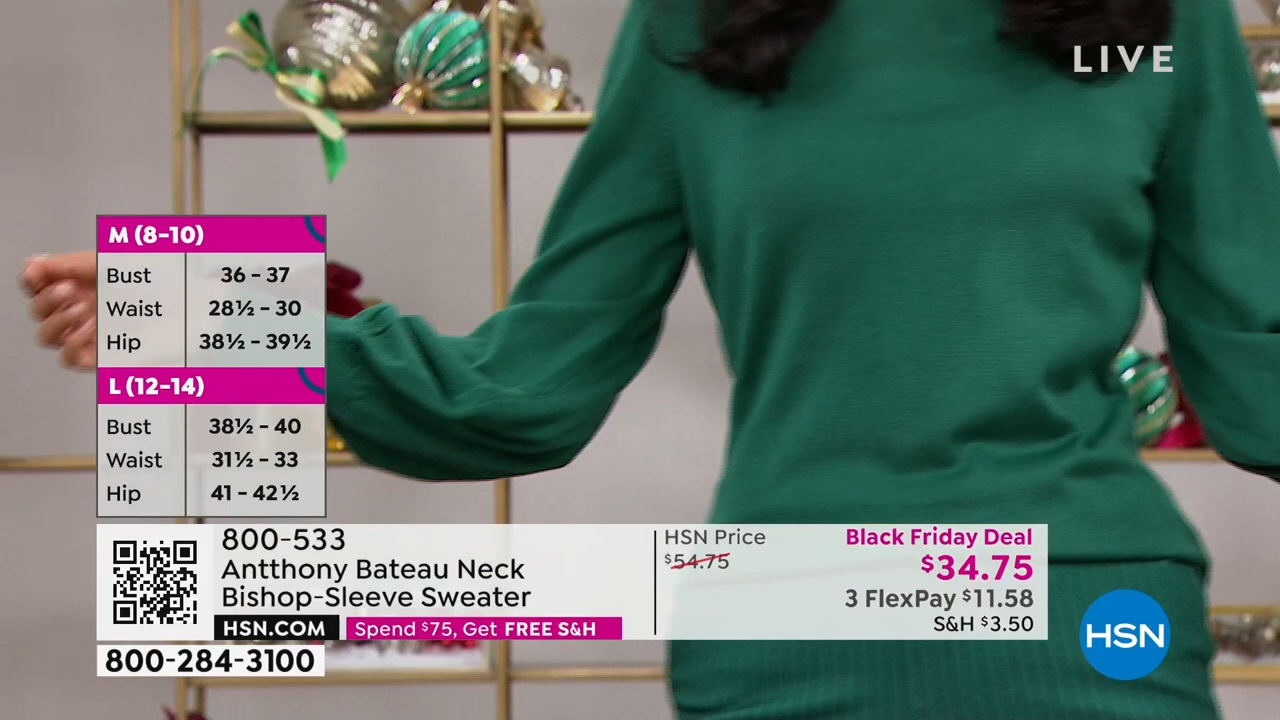 LIVE
M (8-10)
Bust 36 - 37
Waist 28½ - 30
Hip 38½ - 39½
L (12-14)
Bust 38½ - 40
Waist 31½ - 33
Hip 41 - 42½
800-533
Antthony Bateau Neck
Bishop-Sleeve Sweater
HSN.COM Spend $75, Get FREE S&H
800-284-3100
HSN Price
$54.75
Black Friday Deal
$34.75
3 FlexPay $11.58
S&H $3.50
HSN